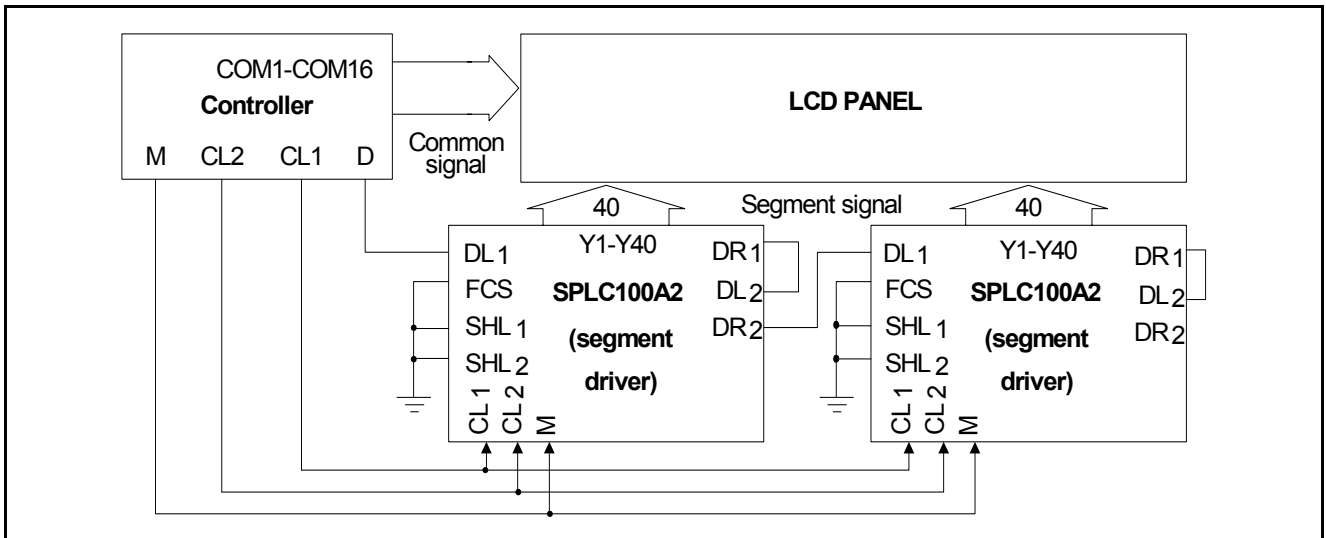 COM1-COM16
Controller
M CL2 CL1 D
Common
signal
LCD PANEL
Segment signal
40
Y1-Y40
DL1
FCS
SHL1
SHL2
SPLC100A2
(segment
driver)
DR1
DL2
DR2
CL1
CL2
M
40
Y1-Y40
DL1
FCS
SHL1
SHL2
SPLC100A2
(segment
driver)
DR1
DL2
DR2
CL1
CL2
M